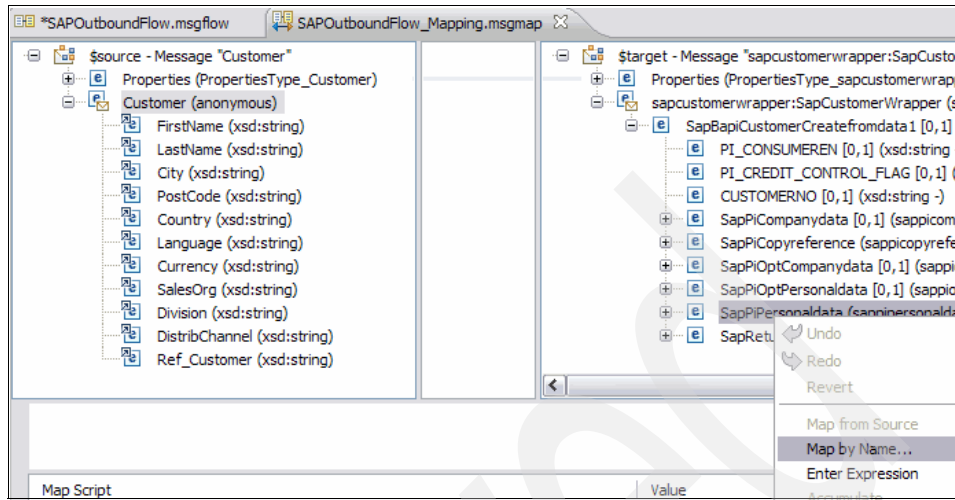 *SAPOutboundFlow.msgflow
SAPOutboundFlow_Mapping.msgmap
$source - Message "Customer"
Properties (PropertiesType_Customer)
Customer (anonymous)
FirstName (xsd:string)
LastName (xsd:string)
City (xsd:string)
PostCode (xsd:string)
Country (xsd:string)
Language (xsd:string)
Currency (xsd:string)
SalesOrg (xsd:string)
Division (xsd:string)
DistribChannel (xsd:string)
Ref_Customer (xsd:string)
$target - Message "sapcustomerwrapper:SapCusto
Properties (PropertiesType_sapcustomerwrap
sapcustomerwrapper:SapCustomerWrapper (s
SapBapiCustomerCreatefromdata1 [0,1]
PI_CONSUMEREN [0,1] (xsd:string
PI_CREDIT_CONTROL_FLAG [0,1] (
CUSTOMERNO [0,1] (xsd:string -)
SapPiCompanydata [0,1] (sappicom
SapPiCopyreference (sappicopyrefe
SapPiOptCompanydata [0,1] (sappi
SapPiOptPersonaldata [0,1] (sappio
SapPiPersonaldata (sappipersonalda
SapRetu
Undo
Redo
Revert
Map from Source
Map by Name...
Enter Expression
Accumulate
Map Script
Value